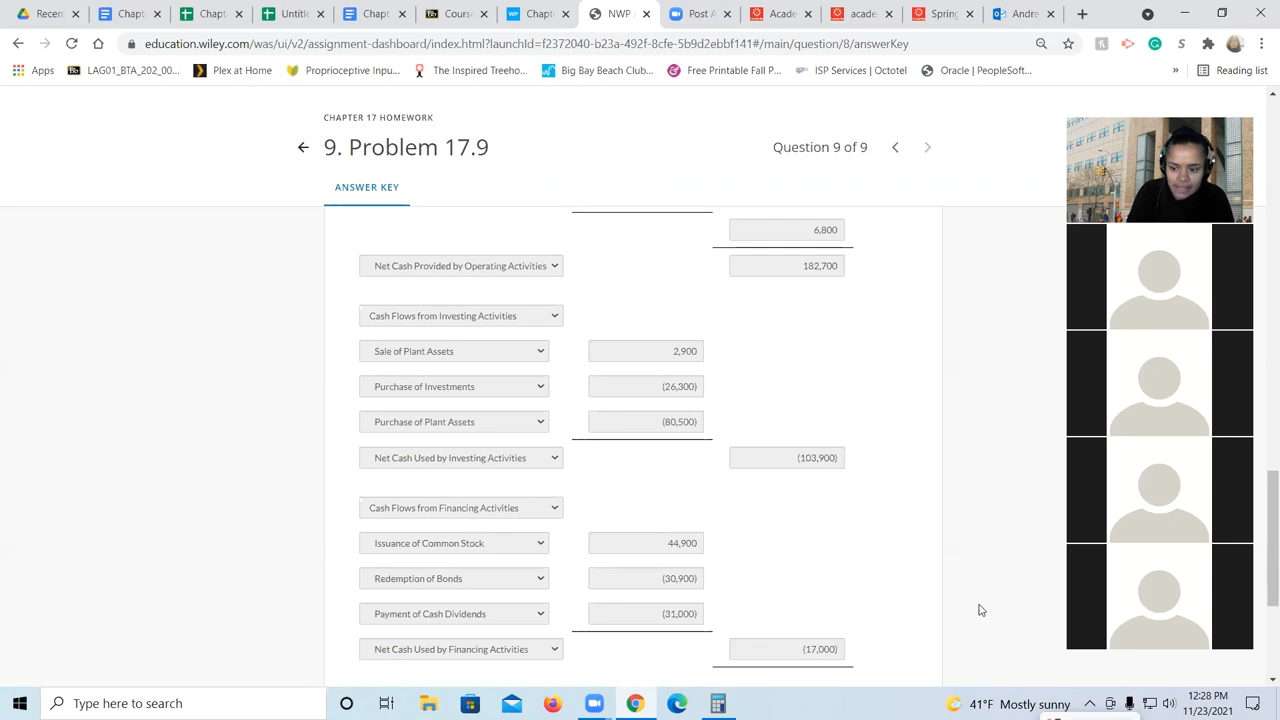 Recen
Chapt
Chapt
Untitle
Chapt
Course
Chapte
NWP
Post A
Acade
acade
Spring
Andre
education.wiley.com/was/ui/v2/assignment-dashboard/index.html?launchId=f2372040-b23a-492f-8cfe-5b9d2ebbf141#/main/question/8/answerKey
Apps
LAG01_BTA_202_00...
Plex at Home
Proprioceptive Inpu...
The Inspired Treeho...
Big Bay Beach Club...
Free Printable Fall P...
ISP Services | Octotel
Oracle | PeopleSoft...
»
Reading list
CHAPTER 17 HOMEWORK
9. Problem 17.9
Question 9 of 9
ANSWER KEY
6,800
Net Cash Provided by Operating Activities 182,700
Cash Flows from Investing Activities
Sale of Plant Assets 2,900
Purchase of Investments (26,300)
Purchase of Plant Assets (80,500)
Net Cash Used by Investing Activities (103,900)
Cash Flows from Financing Activities
Issuance of Common Stock 44,900
Redemption of Bonds (30,900)
Payment of Cash Dividends (31,000)
Net Cash Used by Financing Activities (17,000)
Type here to search
41°F Mostly sunny
12:28 PM
11/23/2021